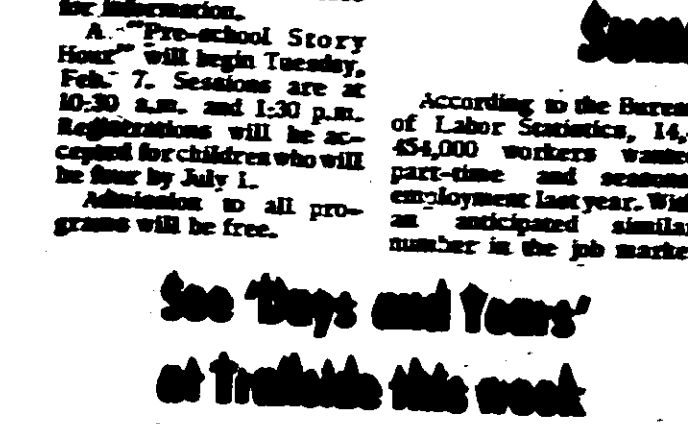 for information.
A "Pre-school Story
Hour" will begin Tuesday,
Feb. 7. Sessions are at
10:30 a.m. and 1:30 p.m.
Registrations will be ac-
cepted for children who will
be four by July 1.
Admission to all pro-
grams will be free.
According to the Bureau
of Labor Statistics, 14,
454,000 workers wanted
part-time and seasonal
employment last year. With
an anticipated similar
number in the job market
See 'Days and Years'
at Trailside this week